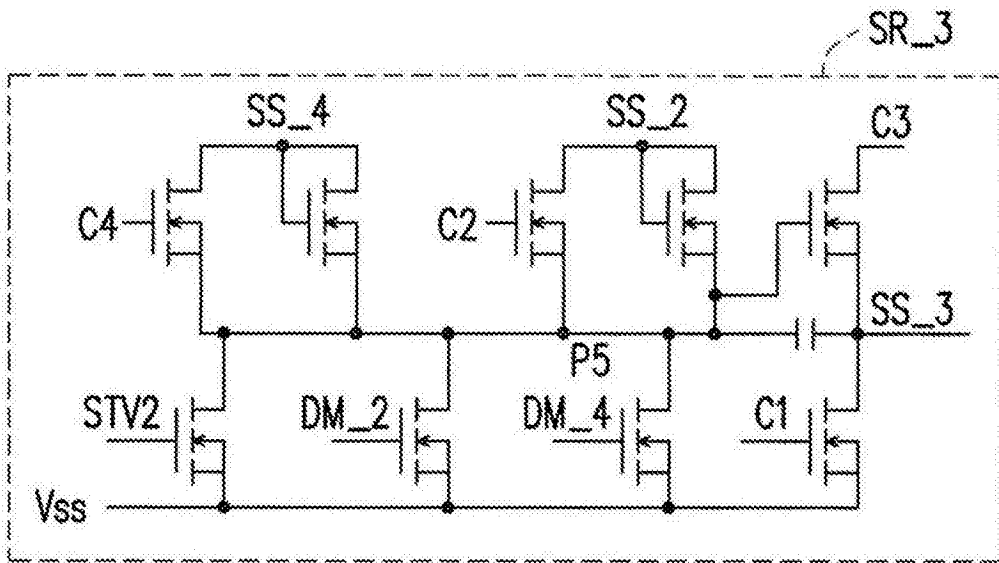 SR_3
SS_4
SS_2
C3
C4
C2
SS_3
P5
STV2
DM_2
DM_4
C1
Vss